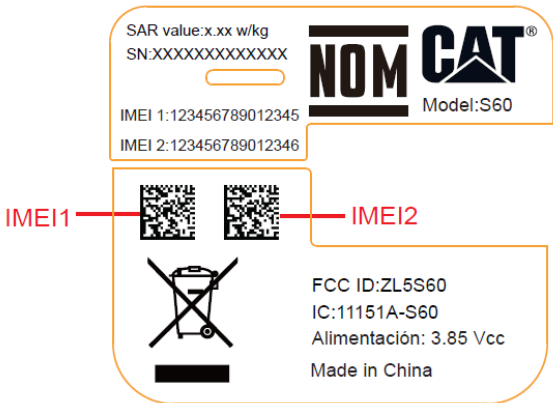 SAR value:x.xx w/kg
SN:XXXXXXXXXXXXX
NOM
CAT®
Model:S60
IMEI 1:123456789012345
IMEI 2:123456789012346
IMEI1
IMEI2
FCC ID:ZL5S60
IC:11151A-S60
Alimentación: 3.85 Vcc
Made in China